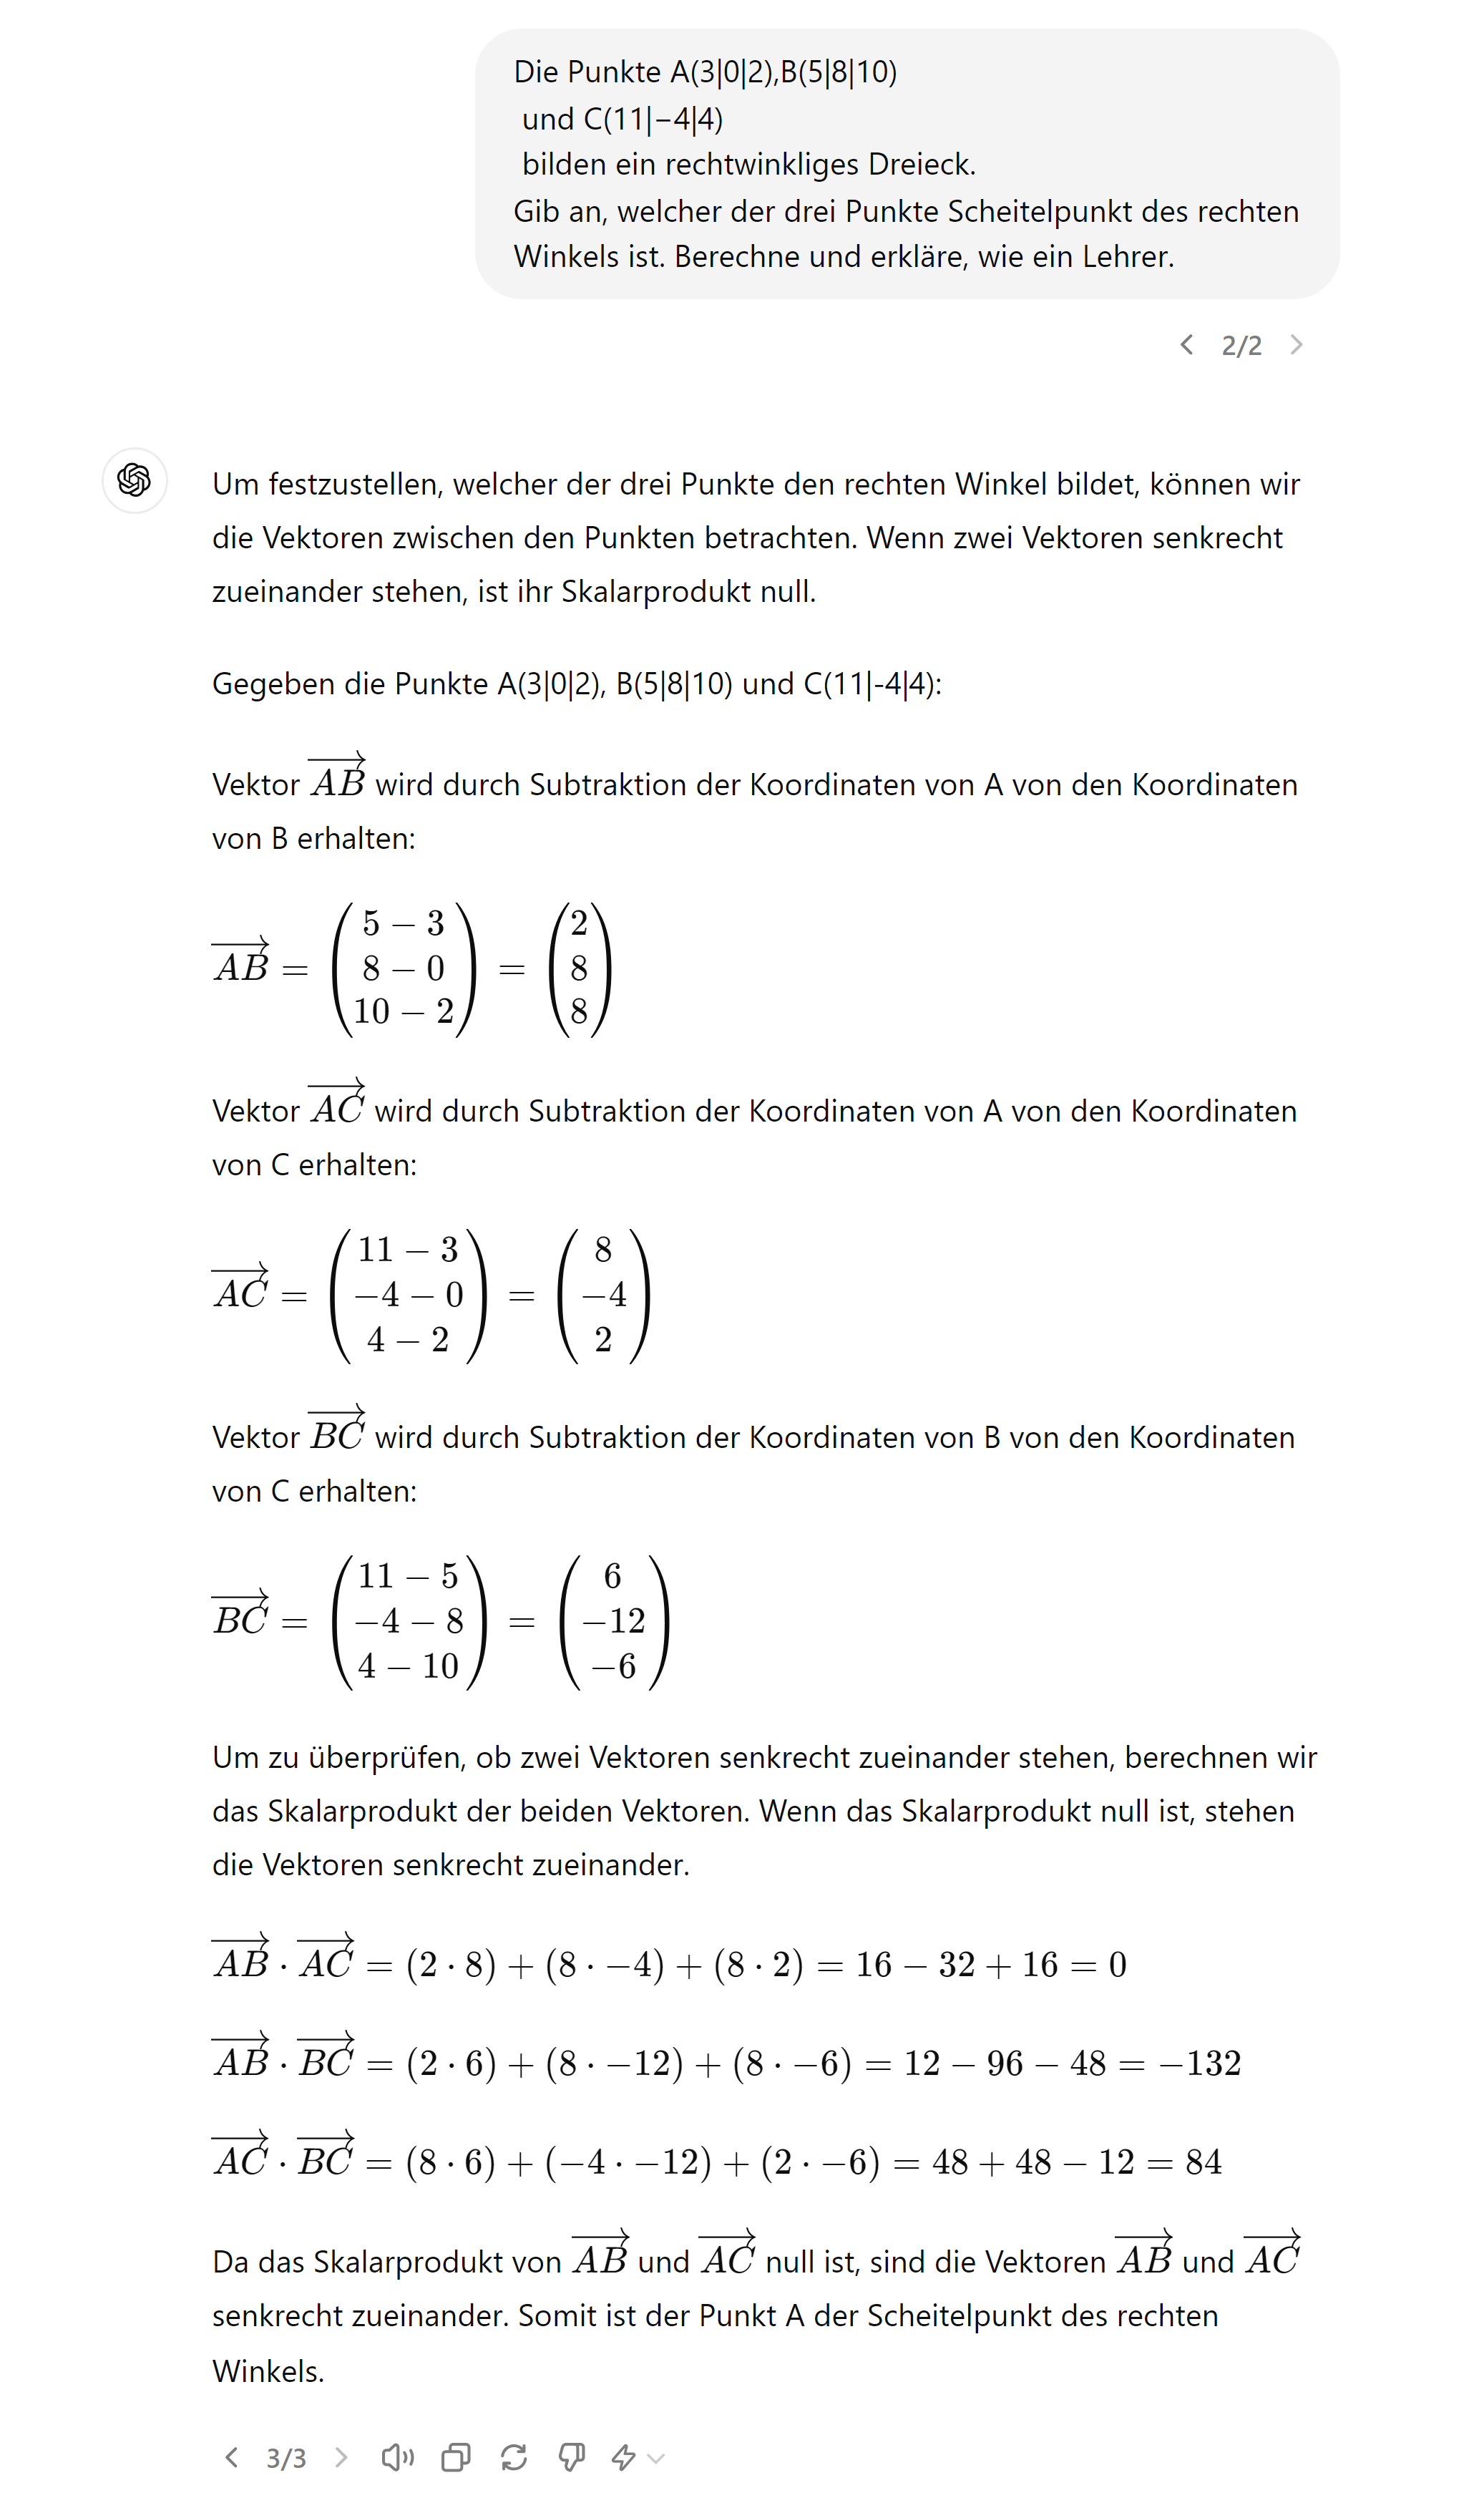 Die Punkte A(3|0|2),B(5|8|10)
und C(11|−4|4)
bilden ein rechtwinkliges Dreieck.
Gib an, welcher der drei Punkte Scheitelpunkt des rechten
Winkels ist. Berechne und erkläre, wie ein Lehrer.
2/2
Um festzustellen, welcher der drei Punkte den rechten Winkel bildet, können wir
die Vektoren zwischen den Punkten betrachten. Wenn zwei Vektoren senkrecht
zueinander stehen, ist ihr Skalarprodukt null.
Gegeben die Punkte A(3|0|2), B(5|8|10) und C(11|-4|4):
Vektor $\overrightarrow{AB}$ wird durch Subtraktion der Koordinaten von A von den Koordinaten
von B erhalten:
$\overrightarrow{AB} = \begin{pmatrix} 5 - 3 \\ 8 - 0 \\ 10 - 2 \end{pmatrix} = \begin{pmatrix} 2 \\ 8 \\ 8 \end{pmatrix}$
Vektor $\overrightarrow{AC}$ wird durch Subtraktion der Koordinaten von A von den Koordinaten
von C erhalten:
$\overrightarrow{AC} = \begin{pmatrix} 11 - 3 \\ -4 - 0 \\ 4 - 2 \end{pmatrix} = \begin{pmatrix} 8 \\ -4 \\ 2 \end{pmatrix}$
Vektor $\overrightarrow{BC}$ wird durch Subtraktion der Koordinaten von B von den Koordinaten
von C erhalten:
$\overrightarrow{BC} = \begin{pmatrix} 11 - 5 \\ -4 - 8 \\ 4 - 10 \end{pmatrix} = \begin{pmatrix} 6 \\ -12 \\ -6 \end{pmatrix}$
Um zu überprüfen, ob zwei Vektoren senkrecht zueinander stehen, berechnen wir
das Skalarprodukt der beiden Vektoren. Wenn das Skalarprodukt null ist, stehen
die Vektoren senkrecht zueinander.
$\overrightarrow{AB} \cdot \overrightarrow{AC} = (2 \cdot 8) + (8 \cdot -4) + (8 \cdot 2) = 16 - 32 + 16 = 0$
$\overrightarrow{AB} \cdot \overrightarrow{BC} = (2 \cdot 6) + (8 \cdot -12) + (8 \cdot -6) = 12 - 96 - 48 = -132$
$\overrightarrow{AC} \cdot \overrightarrow{BC} = (8 \cdot 6) + (-4 \cdot -12) + (2 \cdot -6) = 48 + 48 - 12 = 84$
Da das Skalarprodukt von $\overrightarrow{AB}$ und $\overrightarrow{AC}$ null ist, sind die Vektoren $\overrightarrow{AB}$ und $\overrightarrow{AC}$
senkrecht zueinander. Somit ist der Punkt A der Scheitelpunkt des rechten
Winkels.
3/3